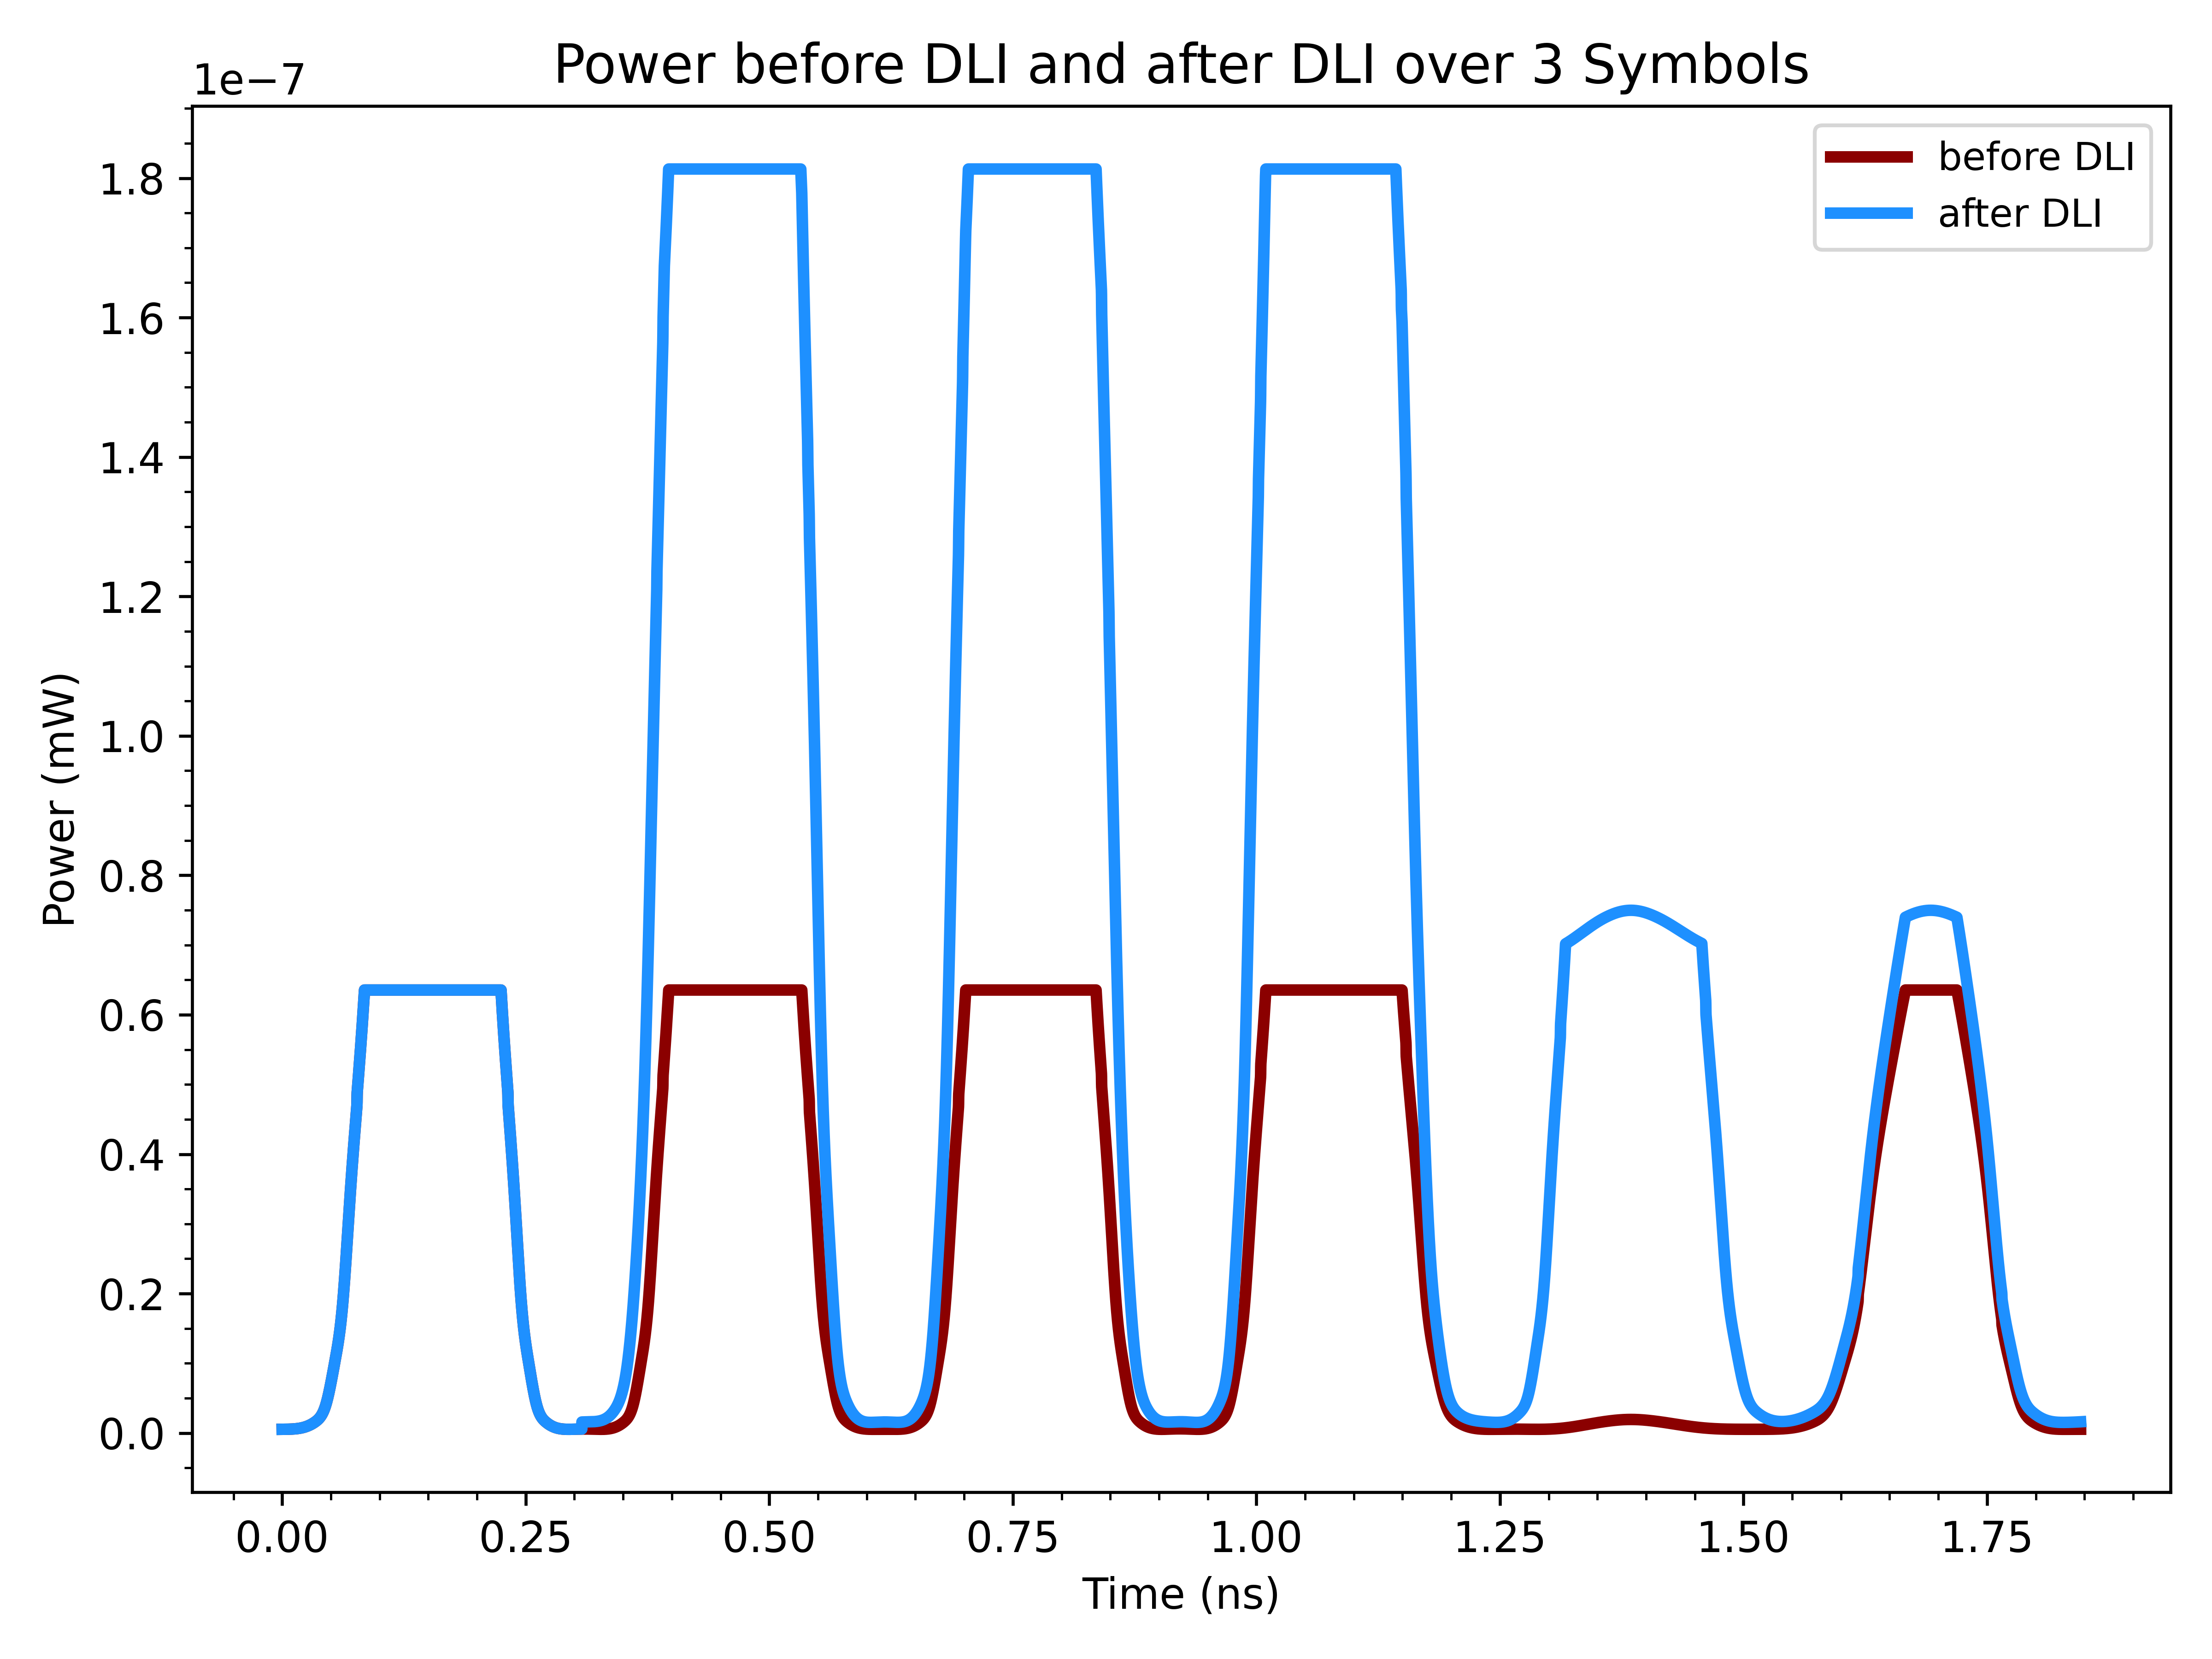 Power before DLI and after DLI over 3 Symbols
1e−7
before DLI
after DLI
1.8
1.6
1.4
1.2
1.0
0.8
0.6
0.4
0.2
0.0
Power (mW)
0.00 0.25 0.50 0.75 1.00 1.25 1.50 1.75
Time (ns)